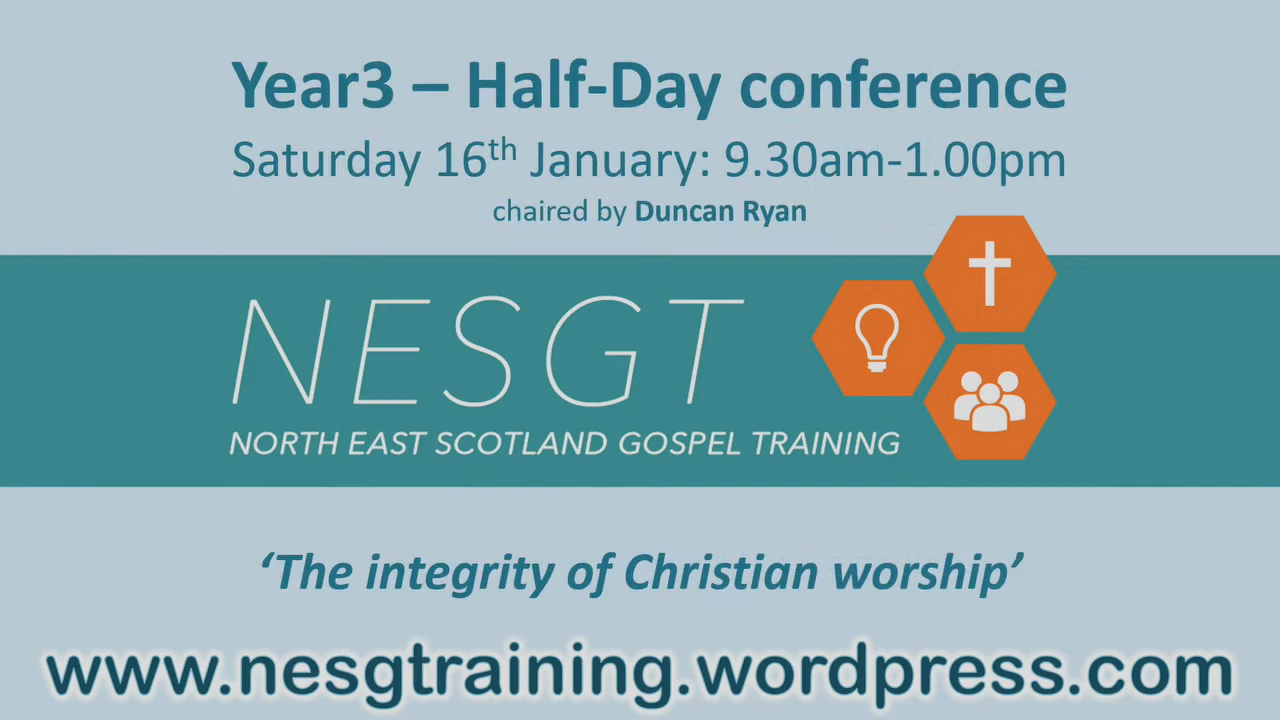 Year3 – Half-Day conference
Saturday 16th January: 9.30am-1.00pm
chaired by Duncan Ryan
NESGT
NORTH EAST SCOTLAND GOSPEL TRAINING
‘The integrity of Christian worship’
www.nesgtraining.wordpress.com